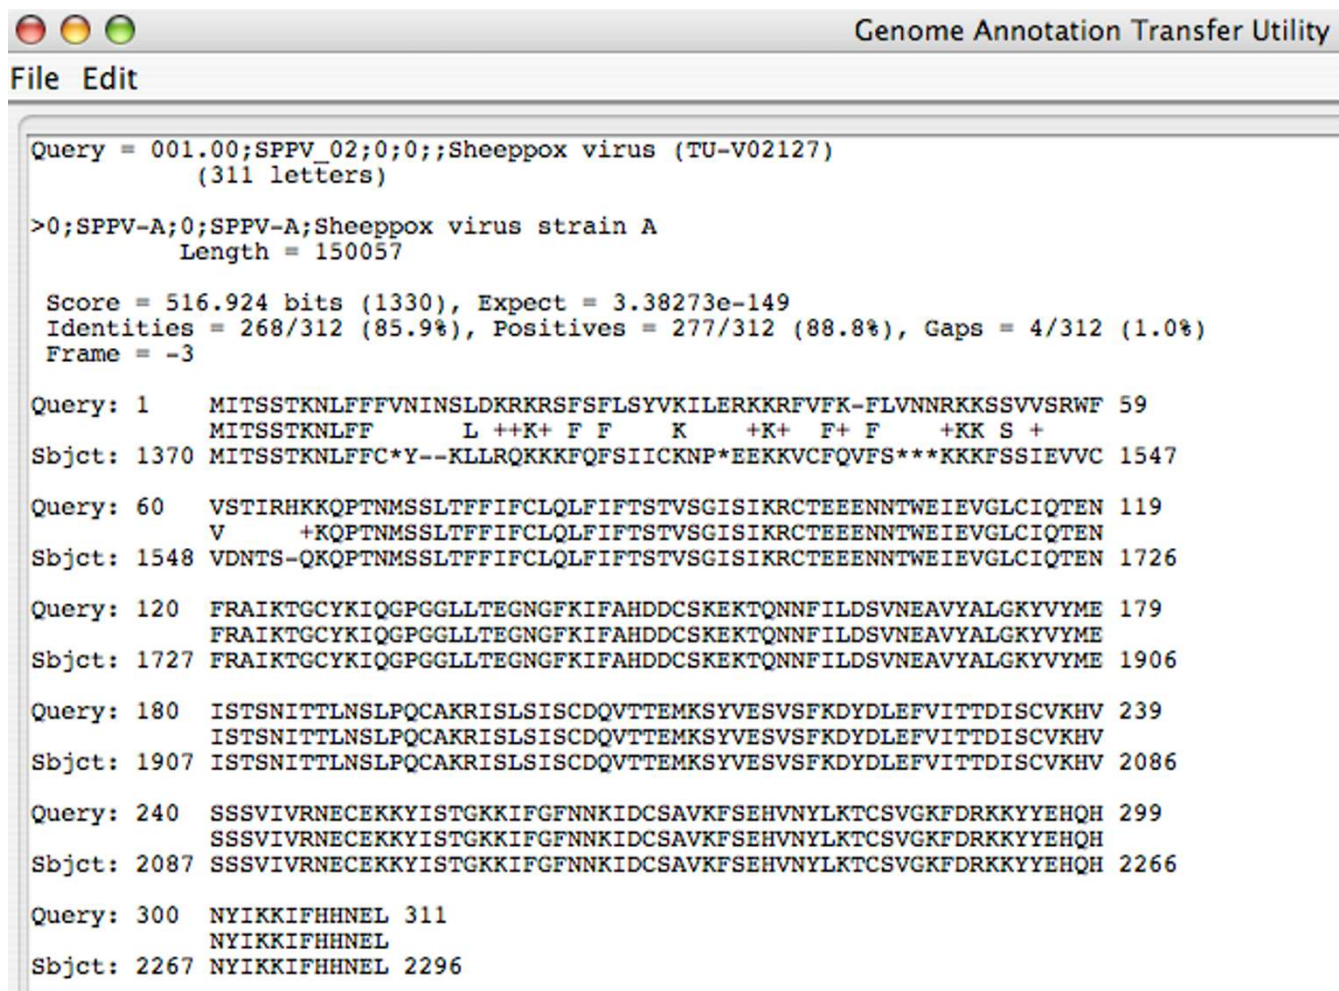 Genome Annotation Transfer Utility
File Edit
Query = 001.00;SPPV_02;0;0;;Sheeppox virus (TU-V02127)
(311 letters)
>0;SPPV-A;0;SPPV-A;Sheeppox virus strain A
Length = 150057
Score = 516.924 bits (1330), Expect = 3.38273e-149
Identities = 268/312 (85.9%), Positives = 277/312 (88.8%), Gaps = 4/312 (1.0%)
Frame = -3
Query: 1 MITSSTKNLFFFVNINSLDKRKRSFSFLSYVKILERKKRFVFK-FLVNNRKKSSVVSRWF 59
MITSSTKNLFF L ++K+ F F K +K+ F+ F +KK S +
Sbjct: 1370 MITSSTKNLFFC*Y--KLLRQKKKFQFSIICKNP*EEKKVCFQVFS***KKKFSSIEVVC 1547
Query: 60 VSTIRHKKQPTNMSSLTFFIFCLQLFIFTSTVSGISIKRCTEEENNTWEIEVGLCIQTEN 119
V +KQPTNMSSLTFFIFCLQLFIFTSTVSGISIKRCTEEENNTWEIEVGLCIQTEN
Sbjct: 1548 VDNTS-QKQPTNMSSLTFFIFCLQLFIFTSTVSGISIKRCTEEENNTWEIEVGLCIQTEN 1726
Query: 120 FRAIKTGCYKIQGPGGLLTEGNGFKIFAHDDCSKEKTQNNFILDSVNEAVYALGKYVYME 179
FRAIKTGCYKIQGPGGLLTEGNGFKIFAHDDCSKEKTQNNFILDSVNEAVYALGKYVYME
Sbjct: 1727 FRAIKTGCYKIQGPGGLLTEGNGFKIFAHDDCSKEKTQNNFILDSVNEAVYALGKYVYME 1906
Query: 180 ISTSNITTLNSLPQCAKRISLSISCDQVTTEMKSYVESVSFKDYDLEFVITTDISCVKHV 239
ISTSNITTLNSLPQCAKRISLSISCDQVTTEMKSYVESVSFKDYDLEFVITTDISCVKHV
Sbjct: 1907 ISTSNITTLNSLPQCAKRISLSISCDQVTTEMKSYVESVSFKDYDLEFVITTDISCVKHV 2086
Query: 240 SSSVIVRNECEKKYISTGKKIFGFNNKIDCSAVKFSEHVNYLKTCSVGKFDRKKYYEHQH 299
SSSVIVRNECEKKYISTGKKIFGFNNKIDCSAVKFSEHVNYLKTCSVGKFDRKKYYEHQH
Sbjct: 2087 SSSVIVRNECEKKYISTGKKIFGFNNKIDCSAVKFSEHVNYLKTCSVGKFDRKKYYEHQH 2266
Query: 300 NYIKKIFHHNEL 311
NYIKKIFHHNEL
Sbjct: 2267 NYIKKIFHHNEL 2296